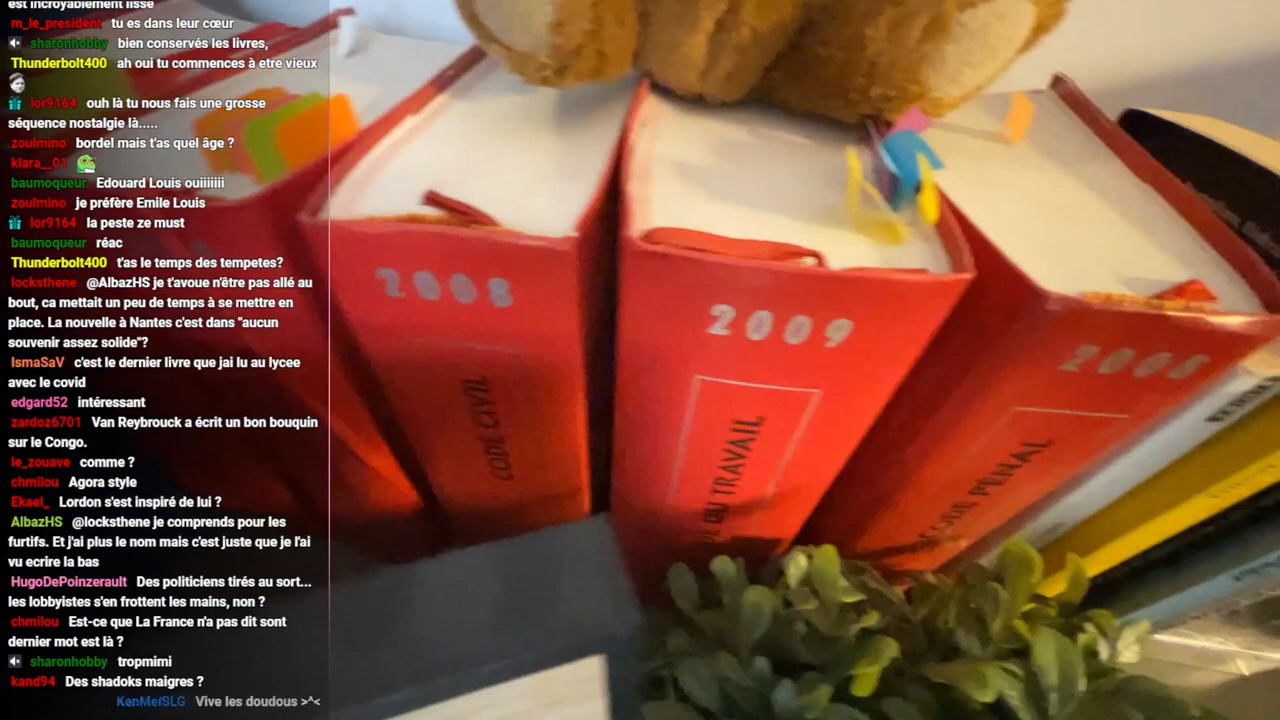 est incroyablement lisse
m_le_president tu es dans leur cœur
sharonhobby bien conservés les livres,
Thunderbolt400 ah oui tu commences à etre vieux
lor9164 ouh là tu nous fais une grosse
séquence nostalgie là.....
zoulmino bordel mais t'as quel âge ?
klara__01
baumoqueur Edouard Louis ouiiiiiii
zoulmino je préfère Emile Louis
lor9164 la peste ze must
baumoqueur réac
Thunderbolt400 t'as le temps des tempetes?
locksthene @AlbazHS je t'avoue n'être pas allé au
bout, ca mettait un peu de temps à se mettre en
place. La nouvelle à Nantes c'est dans "aucun
souvenir assez solide"?
IsmaSaV c'est le dernier livre que jai lu au lycee
avec le covid
edgard52 intéressant
zardoz6701 Van Reybrouck a écrit un bon bouquin
sur le Congo.
le_zouave comme ?
chmilou Agora style
Ekael_ Lordon s'est inspiré de lui ?
AlbazHS @locksthene je comprends pour les
furtifs. Et j'ai plus le nom mais c'est juste que je l'ai
vu ecrire la bas
HugoDePoinzerault Des politiciens tirés au sort...
les lobbyistes s'en frottent les mains, non ?
chmilou Est-ce que La France n'a pas dit sont
dernier mot est là ?
sharonhobby tropmimi
kand94 Des shadoks maigres ?
KenMeiSLG Vive les doudous >^<
2008
CODE CIVIL
2009
DU TRAVAIL
2008
CODE PÉNAL